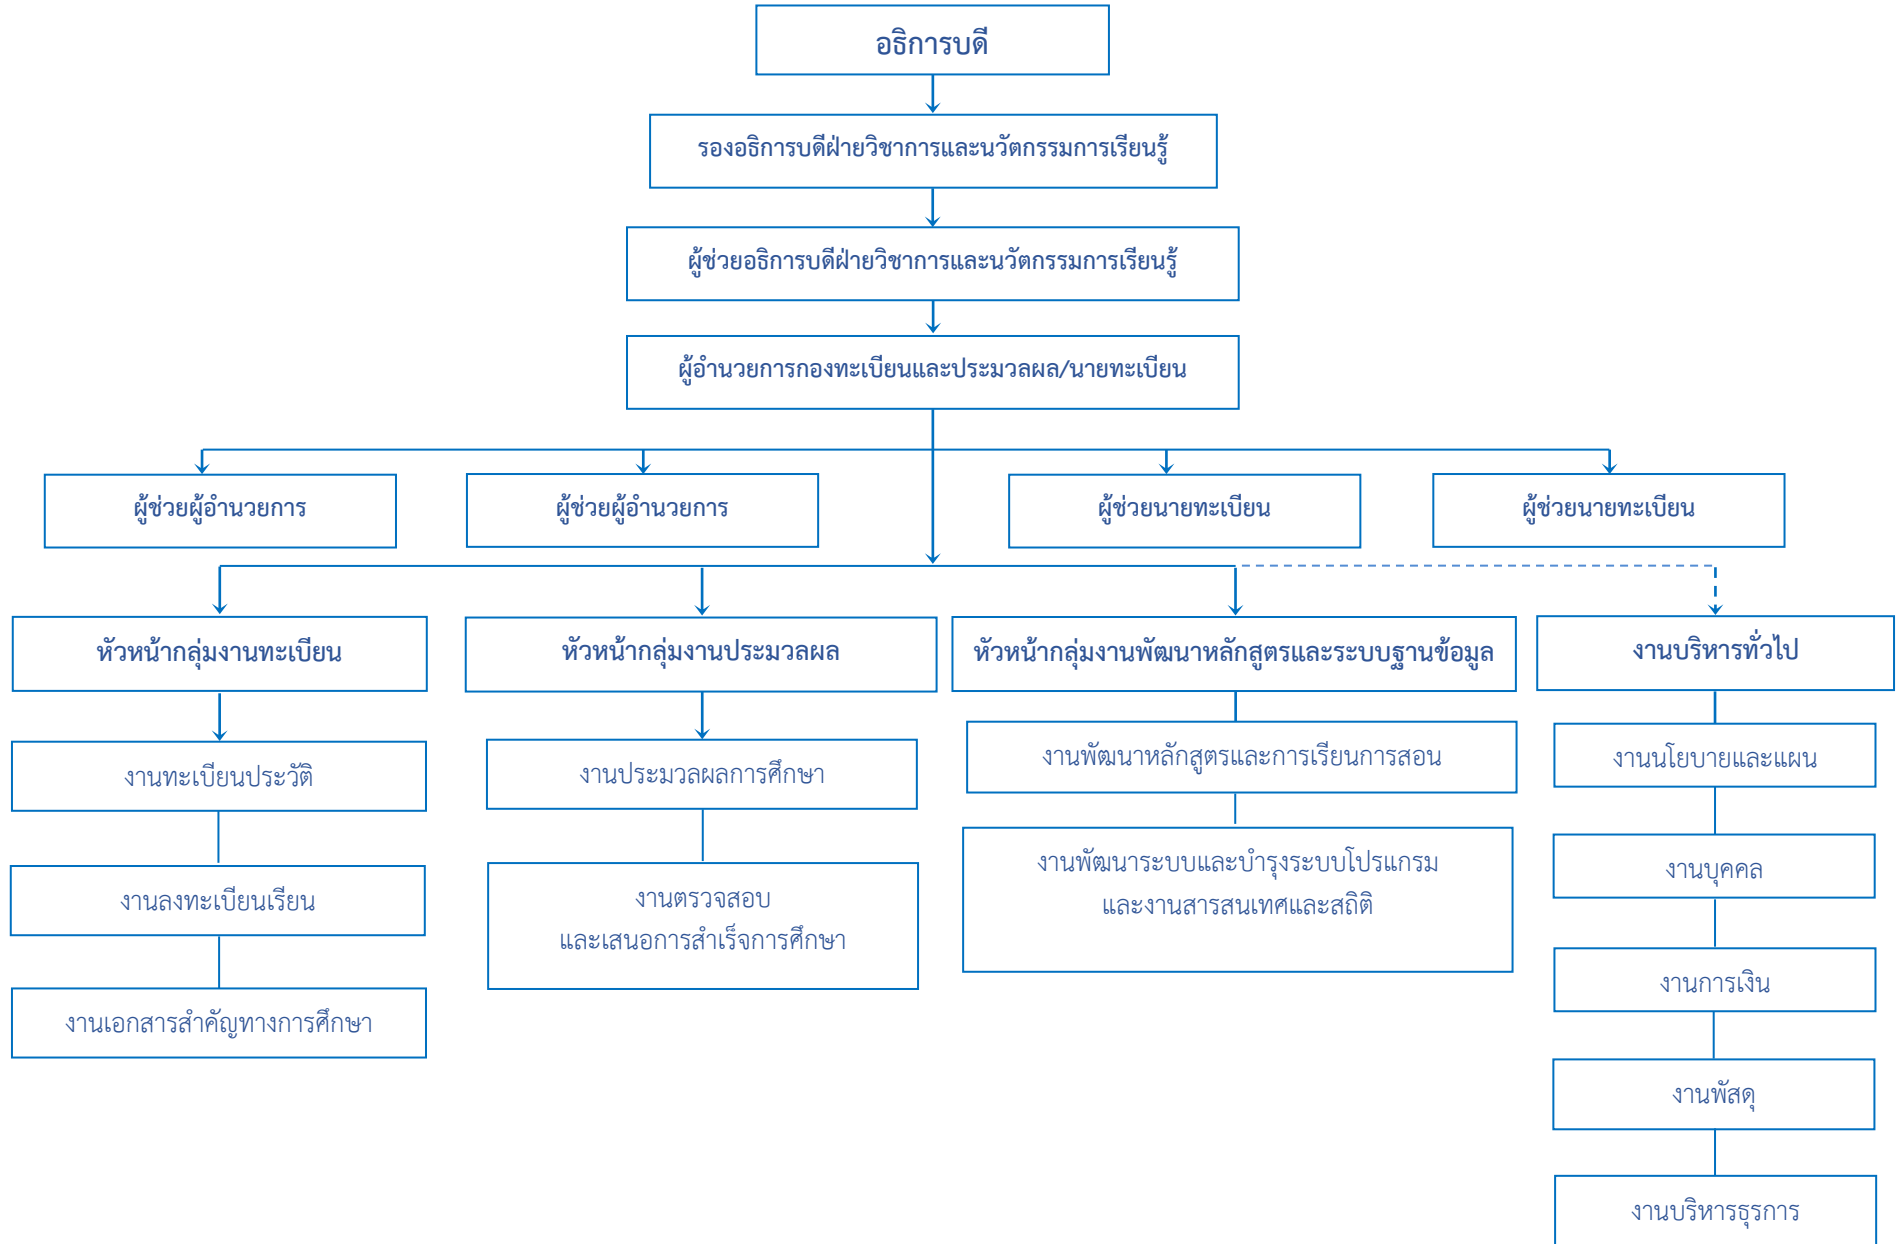 อธิการบดี
รองอธิการบดีฝ่ายวิชาการและนวัตกรรมการเรียนรู้
ผู้ช่วยอธิการบดีฝ่ายวิชาการและนวัตกรรมการเรียนรู้
ผู้อำนวยการกองทะเบียนและประมวลผล/นายทะเบียน
ผู้ช่วยผู้อำนวยการ
ผู้ช่วยผู้อำนวยการ
ผู้ช่วยนายทะเบียน
ผู้ช่วยนายทะเบียน
หัวหน้ากลุ่มงานทะเบียน
หัวหน้ากลุ่มงานประมวลผล
หัวหน้ากลุ่มงานพัฒนาหลักสูตรและระบบฐานข้อมูล
งานบริหารทั่วไป
งานทะเบียนประวัติ
งานลงทะเบียนเรียน
งานเอกสารสำคัญทางการศึกษา
งานประมวลผลการศึกษา
งานตรวจสอบ
และเสนอการสำเร็จการศึกษา
งานพัฒนาหลักสูตรและการเรียนการสอน
งานพัฒนาระบบและบำรุงระบบโปรแกรม
และงานสารสนเทศและสถิติ
งานนโยบายและแผน
งานบุคคล
งานการเงิน
งานพัสดุ
งานบริหารธุรการ